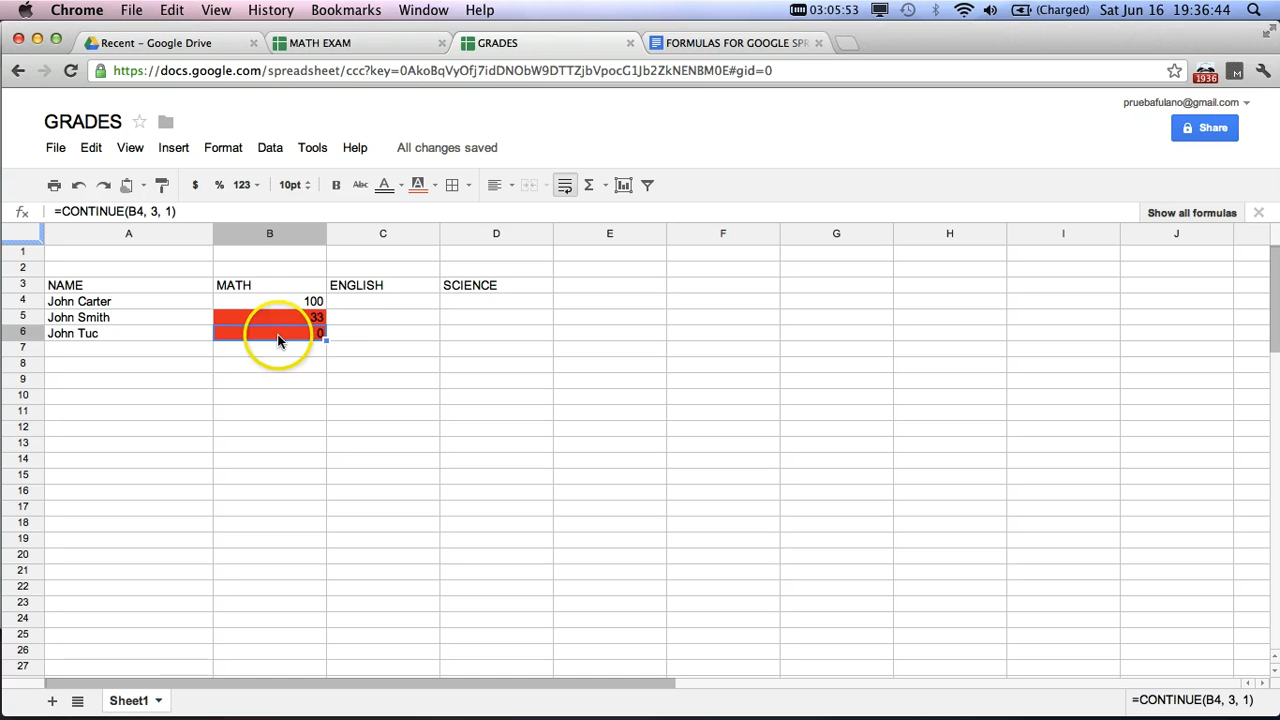 Chrome File Edit View History Bookmarks Window Help 03:05:53 (Charged) Sat Jun 16 19:36:44
Recent – Google Drive × MATH EXAM × GRADES × FORMULAS FOR GOOGLE SPR ×
https://docs.google.com/spreadsheet/ccc?key=0AkoBqVyOfj7idDNObW9DTTZjbVpocG1Jb2ZkNENBM0E#gid=0 1936 M
pruebafulano@gmail.com
GRADES Share
File Edit View Insert Format Data Tools Help All changes saved
$ % 123 10pt B Abc A A Σ
fx =CONTINUE(B4, 3, 1) Show all formulas
A B C D E F G H I J
1
2
3 NAME MATH ENGLISH SCIENCE
4 John Carter 100
5 John Smith 33
6 John Tuc 0
7
8
9
10
11
12
13
14
15
16
17
18
19
20
21
22
23
24
25
26
27
+ Sheet1 =CONTINUE(B4, 3, 1)